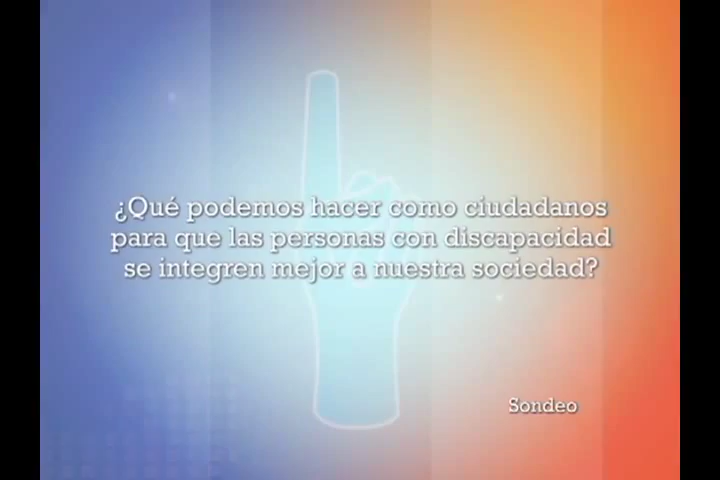 ¿Qué podemos hacer como ciudadanos
para que las personas con discapacidad
se integren mejor a nuestra sociedad?
Sondeo